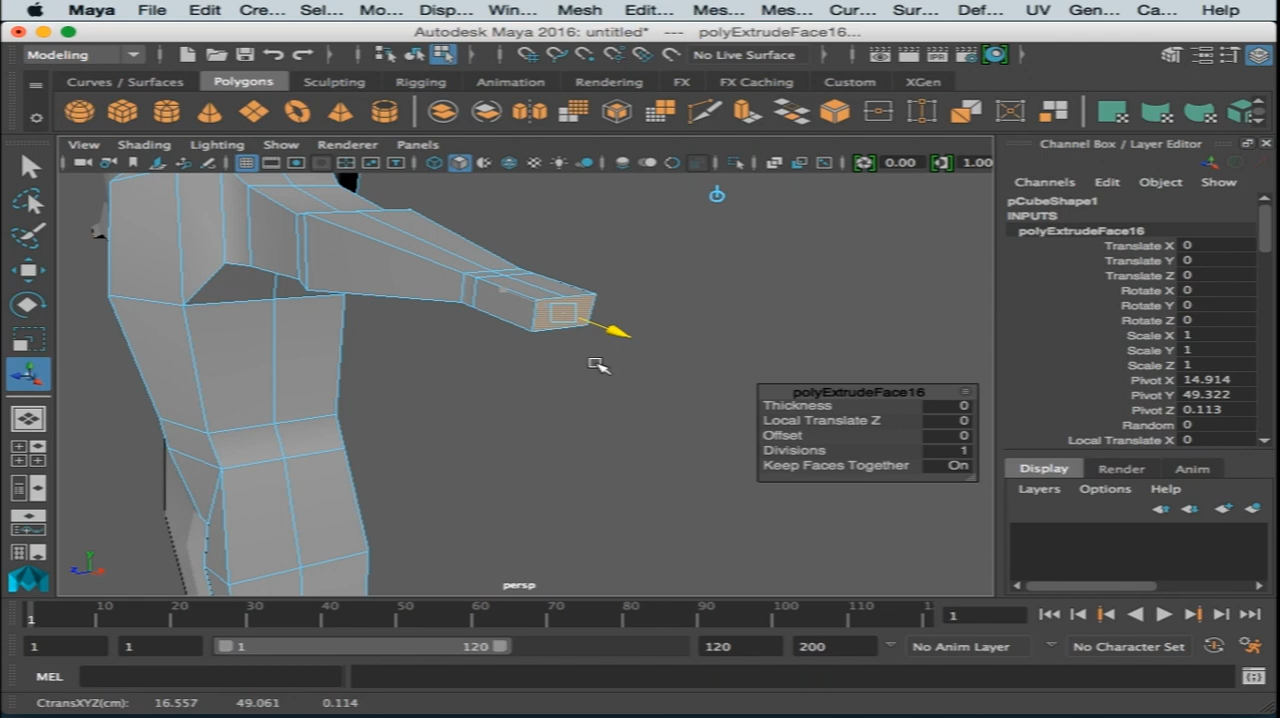 Maya File Edit Cre... Sel... Mo... Disp... Win... Mesh Edit... Mes... Mes... Cur... Sur... Def... UV Gen... Ca... Help
Autodesk Maya 2016: untitled* --- polyExtrudeFace16...
Modeling No Live Surface
Curves / Surfaces Polygons Sculpting Rigging Animation Rendering FX FX Caching Custom XGen
View Shading Lighting Show Renderer Panels
0.00 1.00
polyExtrudeFace16
Thickness 0
Local Translate Z 0
Offset 0
Divisions 1
Keep Faces Together On
persp
Channel Box / Layer Editor
Channels Edit Object Show
pCubeShape1
INPUTS
polyExtrudeFace16
Translate X 0
Translate Y 0
Translate Z 0
Rotate X 0
Rotate Y 0
Rotate Z 0
Scale X 1
Scale Y 1
Scale Z 1
Pivot X 14.914
Pivot Y 49.322
Pivot Z 0.113
Random 0
Local Translate X 0
Display Render Anim
Layers Options Help
10 20 30 40 50 60 70 80 90 100 110 1
1 1
1 1 1 120 120 200 No Anim Layer No Character Set
MEL
CtransXYZ(cm): 16.557 49.061 0.114